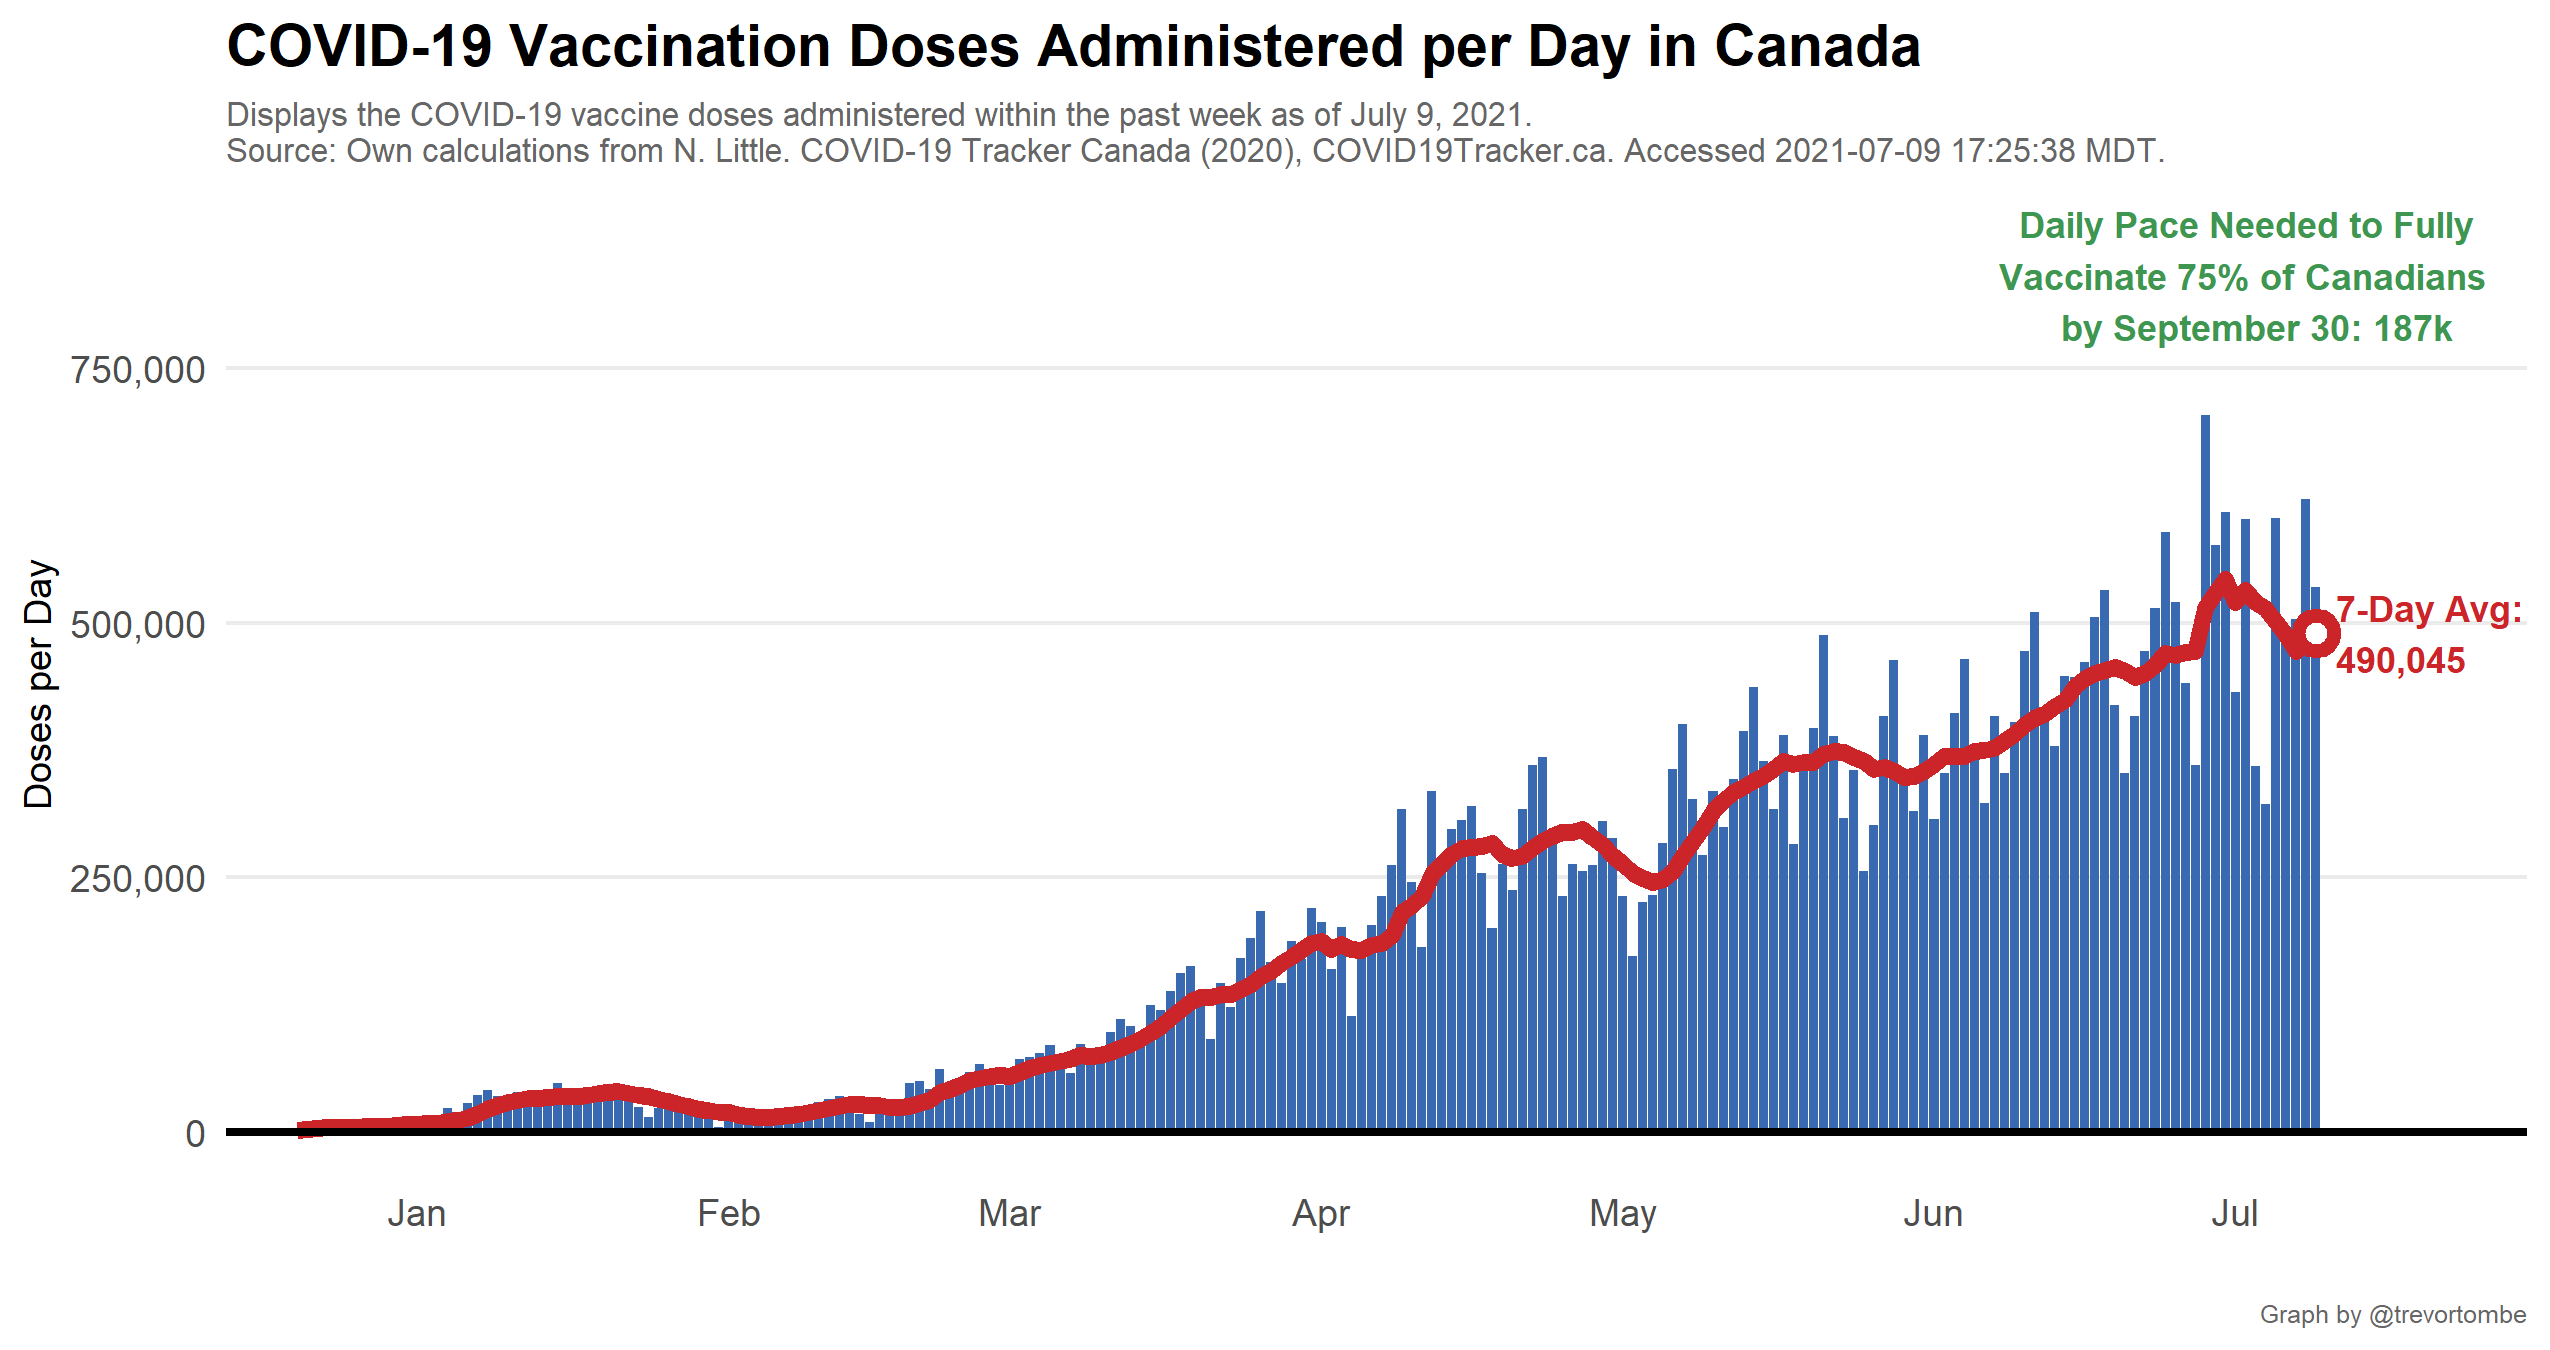 COVID-19 Vaccination Doses Administered per Day in Canada
Displays the COVID-19 vaccine doses administered within the past week as of July 9, 2021.
Source: Own calculations from N. Little. COVID-19 Tracker Canada (2020), COVID19Tracker.ca. Accessed 2021-07-09 17:25:38 MDT.
Daily Pace Needed to Fully
Vaccinate 75% of Canadians
by September 30: 187k
750,000
500,000
250,000
0
Doses per Day
7-Day Avg:
490,045
Jan
Feb
Mar
Apr
May
Jun
Jul
Graph by @trevortombe